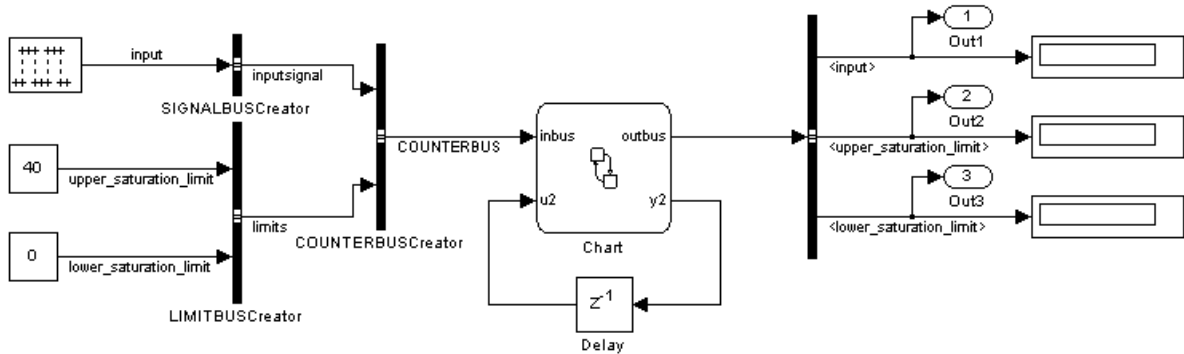 input
inputsignal
SIGNALBUSCreator
40
upper_saturation_limit
0
lower_saturation_limit
limits
LIMITBUSCreator
COUNTERBUSCreator
COUNTERBUS
inbus
outbus
u2
y2
Chart
Z-1
Delay
1
Out1
<input>
2
Out2
<upper_saturation_limit>
3
Out3
<lower_saturation_limit>